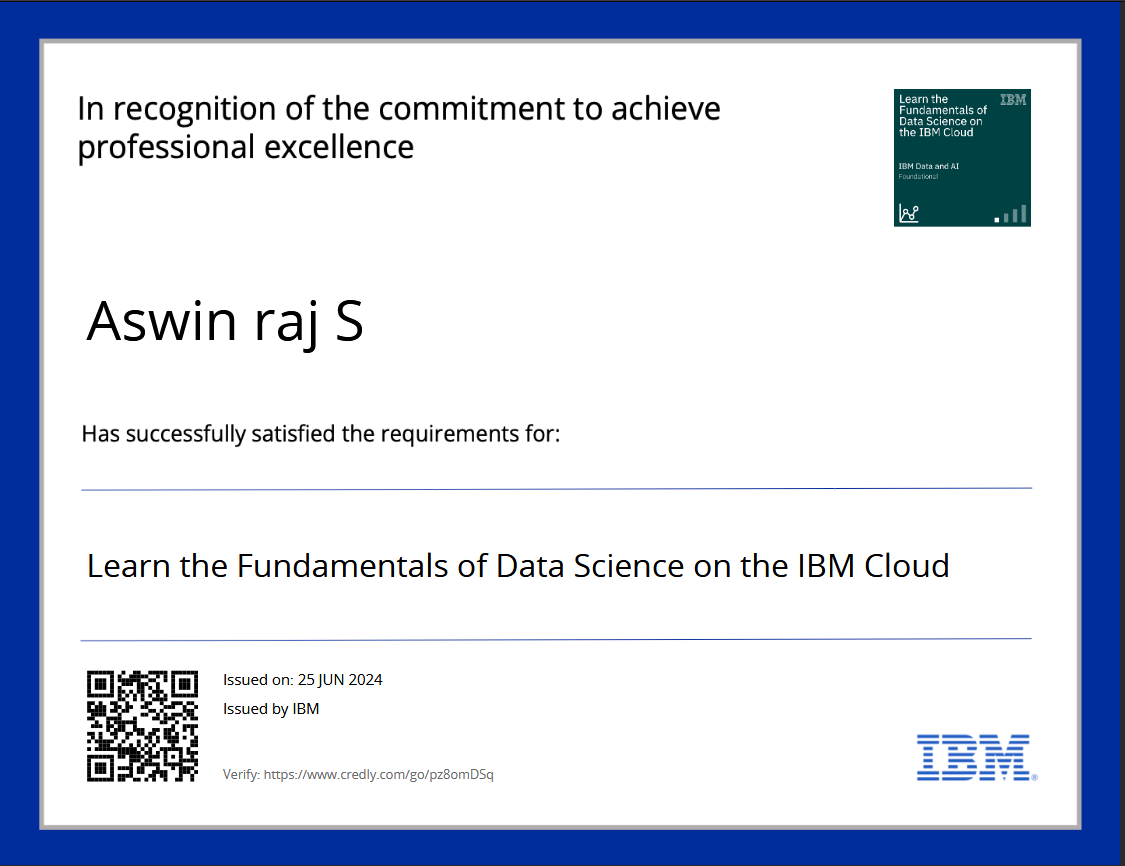 In recognition of the commitment to achieve
professional excellence
Learn the
Fundamentals of
Data Science on
the IBM Cloud
IBM
IBM Data and AI
Foundational
Aswin raj S
Has successfully satisfied the requirements for:
Learn the Fundamentals of Data Science on the IBM Cloud
Issued on: 25 JUN 2024
Issued by IBM
Verify: https://www.credly.com/go/pz8omDSq
IBM®